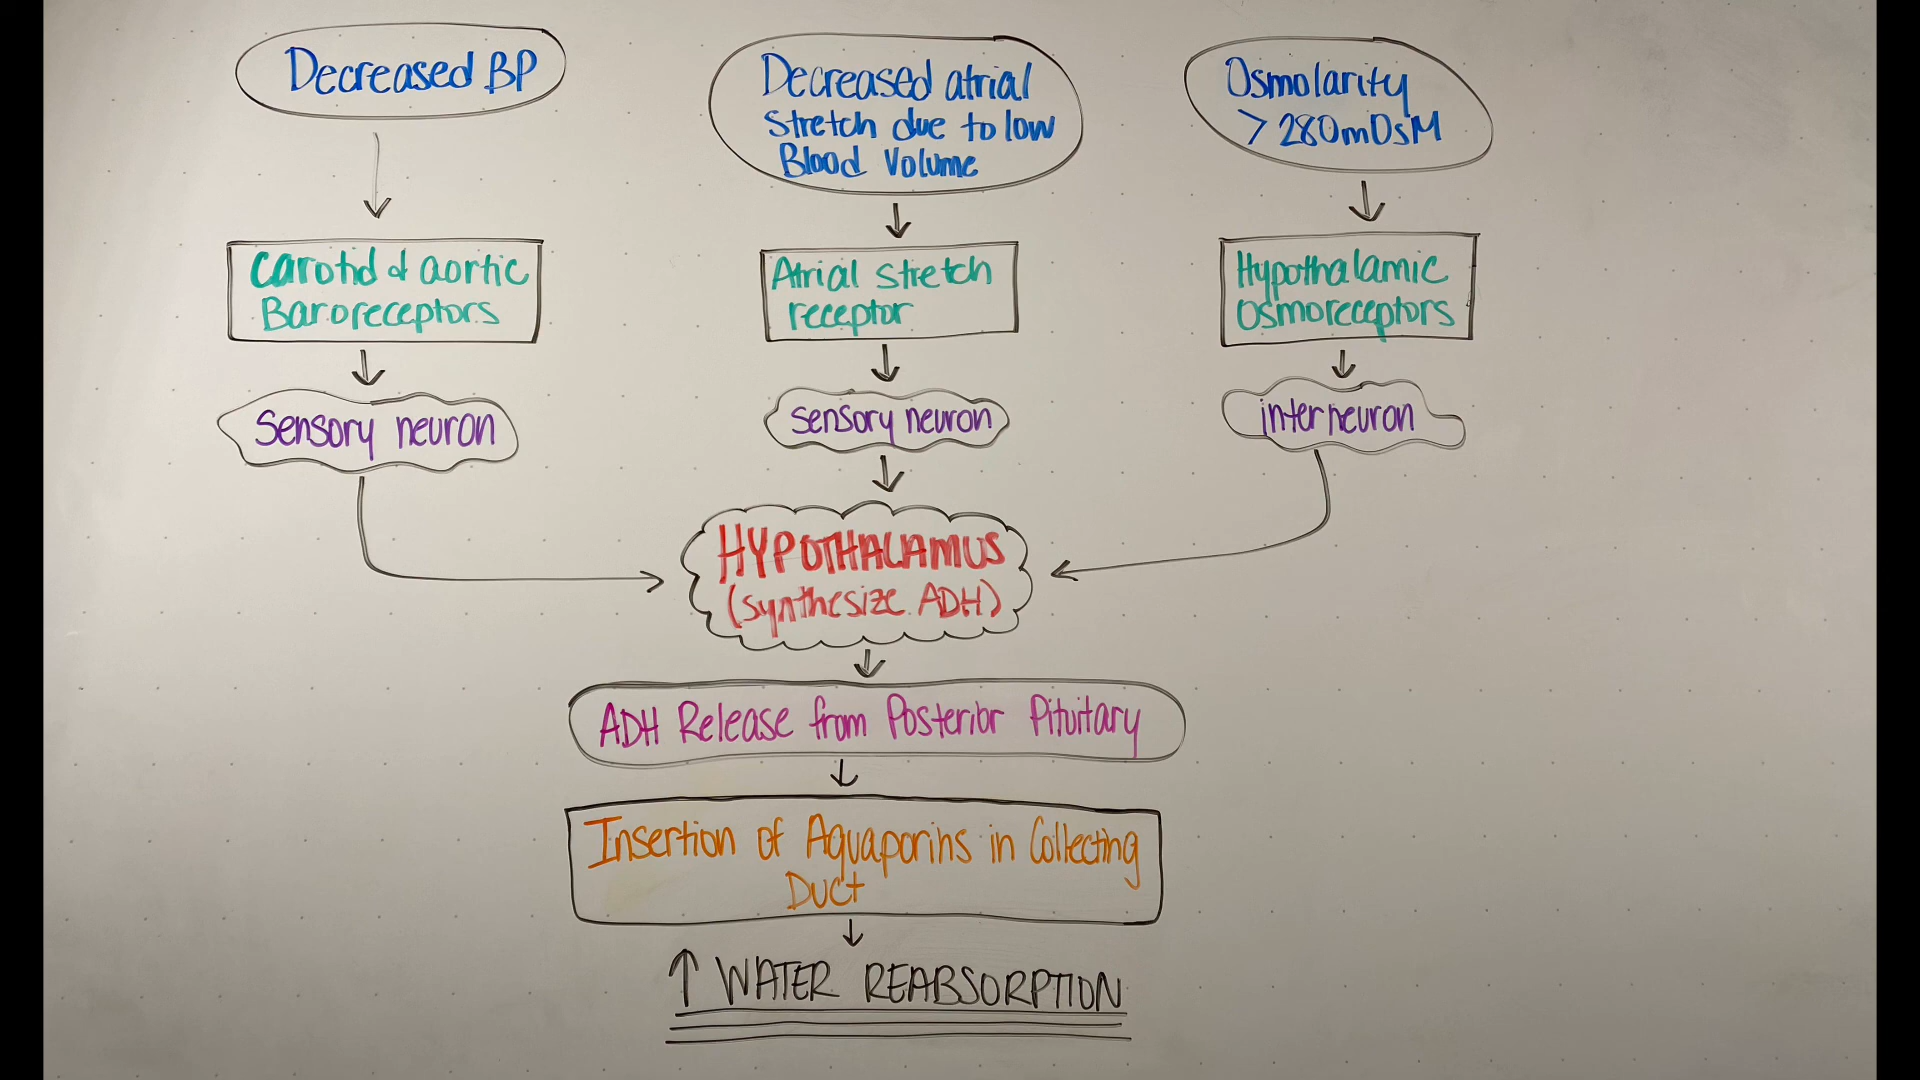 Decreased BP
Decreased atrial
stretch due to low
Blood Volume
Osmolarity
> 280mOsM
Carotid & aortic
Baroreceptors
Atrial stretch
receptor
Hypothalamic
Osmoreceptors
Sensory neuron
sensory neuron
interneuron
HYPOTHALAMUS
(synthesize ADH)
ADH Release from Posterior Pituitary
Insertion of Aquaporins in Collecting
Duct
↑ WATER REABSORPTION